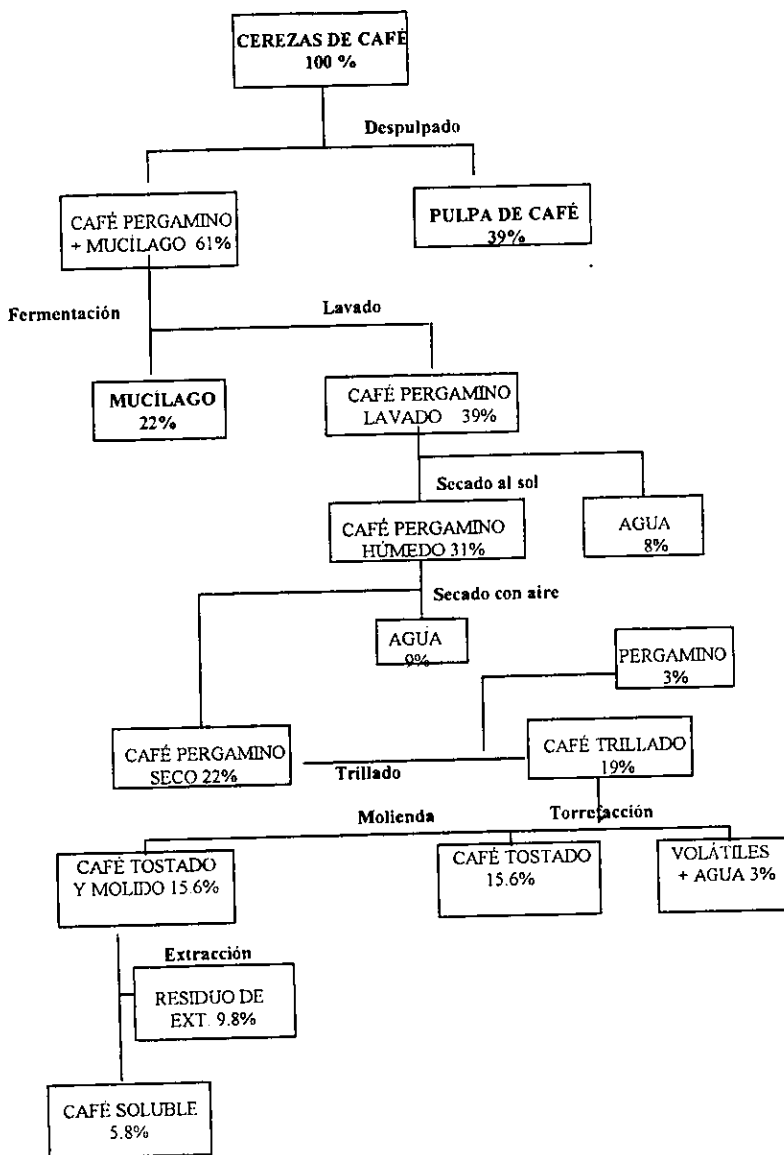 CEREZAS DE CAFÉ
100 %
Despulpado
CAFÉ PERGAMINO
+ MUCÍLAGO 61%
PULPA DE CAFÉ
39%
Fermentación
Lavado
MUCÍLAGO
22%
CAFÉ PERGAMINO
LAVADO 39%
Secado al sol
CAFÉ PERGAMINO
HÚMEDO 31%
AGUA
8%
Secado con aire
AGUA
9%
PERGAMINO
3%
CAFÉ PERGAMINO
SECO 22%
Trillado
CAFÉ TRILLADO
19%
Molienda
Torrefacción
CAFÉ TOSTADO
Y MOLIDO 15.6%
CAFÉ TOSTADO
15.6%
VOLÁTILES
+ AGUA 3%
Extracción
RESIDUO DE
EXT. 9.8%
CAFÉ SOLUBLE
5.8%